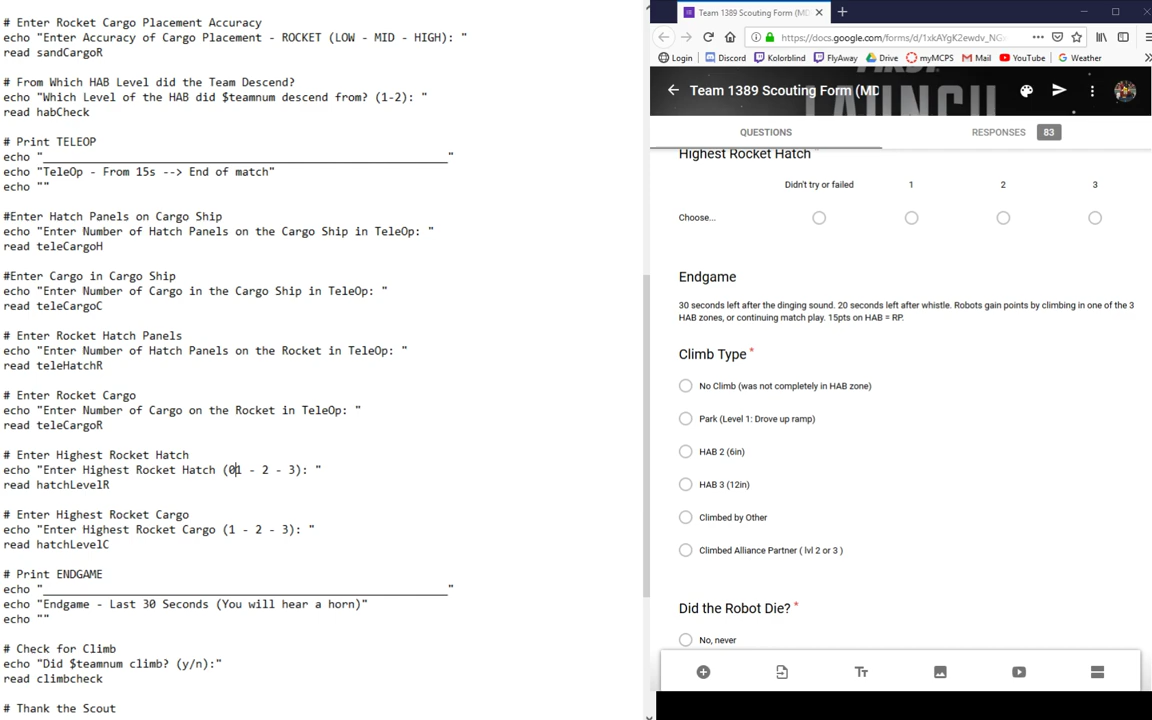 # Enter Rocket Cargo Placement Accuracy
echo "Enter Accuracy of Cargo Placement - ROCKET (LOW - MID - HIGH): "
read sandCargoR
# From Which HAB Level did the Team Descend?
echo "Which Level of the HAB did $teamnum descend from? (1-2): "
read habCheck
# Print TELEOP
echo "______________________________________________________________"
echo "TeleOp - From 15s --> End of match"
echo ""
#Enter Hatch Panels on Cargo Ship
echo "Enter Number of Hatch Panels on the Cargo Ship in TeleOp: "
read teleCargoH
#Enter Cargo in Cargo Ship
echo "Enter Number of Cargo in the Cargo Ship in TeleOp: "
read teleCargoC
# Enter Rocket Hatch Panels
echo "Enter Number of Hatch Panels on the Rocket in TeleOp: "
read teleHatchR
# Enter Rocket Cargo
echo "Enter Number of Cargo on the Rocket in TeleOp: "
read teleCargoR
# Enter Highest Rocket Hatch
echo "Enter Highest Rocket Hatch (01 - 2 - 3): "
read hatchLevelR
# Enter Highest Rocket Cargo
echo "Enter Highest Rocket Cargo (1 - 2 - 3): "
read hatchLevelC
# Print ENDGAME
echo "______________________________________________________________"
echo "Endgame - Last 30 Seconds (You will hear a horn)"
echo ""
# Check for Climb
echo "Did $teamnum climb? (y/n):"
read climbcheck
# Thank the Scout
Team 1389 Scouting Form (M
https://docs.google.com/forms/d/1xkAYgK2ewdv_NG
Login Discord Kolorblind FlyAway Drive myMCPS Mail YouTube Weather
LAUNCH
Team 1389 Scouting Form (MD
QUESTIONS RESPONSES 83
Highest Rocket Hatch
Didn't try or failed 1 2 3
Choose...
Endgame
30 seconds left after the dinging sound. 20 seconds left after whistle. Robots gain points by climbing in one of the 3
HAB zones, or continuing match play. 15pts on HAB = RP.
Climb Type *
No Climb (was not completely in HAB zone)
Park (Level 1: Drove up ramp)
HAB 2 (6in)
HAB 3 (12in)
Climbed by Other
Climbed Alliance Partner ( lvl 2 or 3 )
Did the Robot Die? *
No, never
Tт